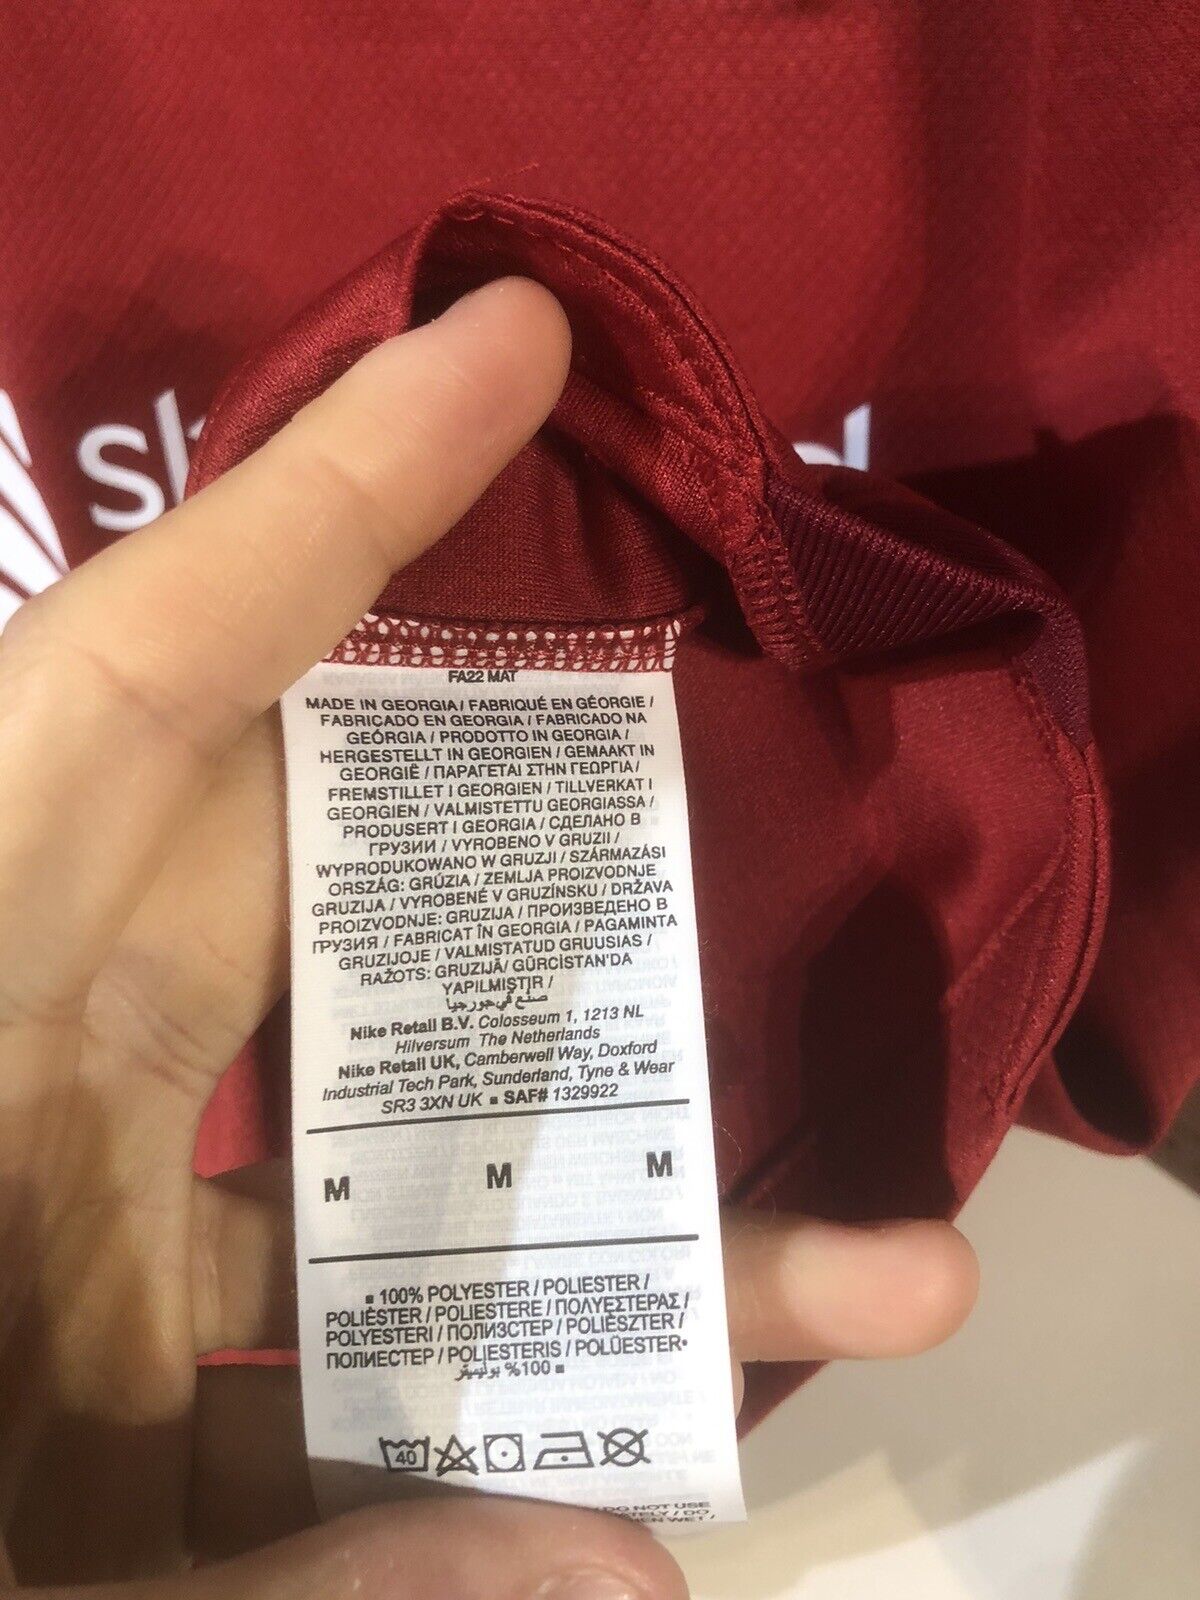 FA22 MAT
MADE IN GEORGIA / FABRIQUÉ EN GÉORGIE /
FABRICADO EN GEORGIA / FABRICADO NA
GEÓRGIA / PRODOTTO IN GEORGIA /
HERGESTELLT IN GEORGIEN / GEMAAKT IN
GEORGIË / ΠΑΡΑΓΕΤΑΙ ΣΤΗΝ ΓΕΩΡΓΙΑ /
FREMSTILLET I GEORGIEN / TILLVERKAT I
GEORGIEN / VALMISTETTU GEORGIASSA /
PRODUSERT I GEORGIA / СДЕЛАНО В
ГРУЗИИ / VYROBENO V GRUZII /
WYPRODUKOWANO W GRUZJI / SZÁRMAZÁSI
ORSZÁG: GRÚZIA / ZEMLJA PROIZVODNJE
GRUZIJA / VYROBENÉ V GRUZÍNSKU / DRŽAVA
PROIZVODNJE: GRUZIJA / ПРОИЗВЕДЕНО В
ГРУЗИЯ / FABRICAT ÎN GEORGIA / PAGAMINTA
GRUZIJOJE / VALMISTATUD GRUUSIAS /
RAŽOTS: GRUZIJĀ/ GÜRCİSTAN'DA
YAPILMIŞTIR /
صنع في جورجيا
Nike Retail B.V. Colosseum 1, 1213 NL
Hilversum The Netherlands
Nike Retail UK, Camberwell Way, Doxford
Industrial Tech Park, Sunderland, Tyne & Wear
SR3 3XN UK ■ SAF# 1329922
M M M
■ 100% POLYESTER / POLIESTER /
POLIÉSTER / POLIESTERE / ΠΟΛΥΕΣΤΕΡΑΣ /
POLYESTERI / ПОЛИЭСТЕР / POLIÉSZTER /
ПОЛИЕСТЕР / POLIESTERIS / POLÜESTER■
100% بوليستر ■
40
DO NOT USE